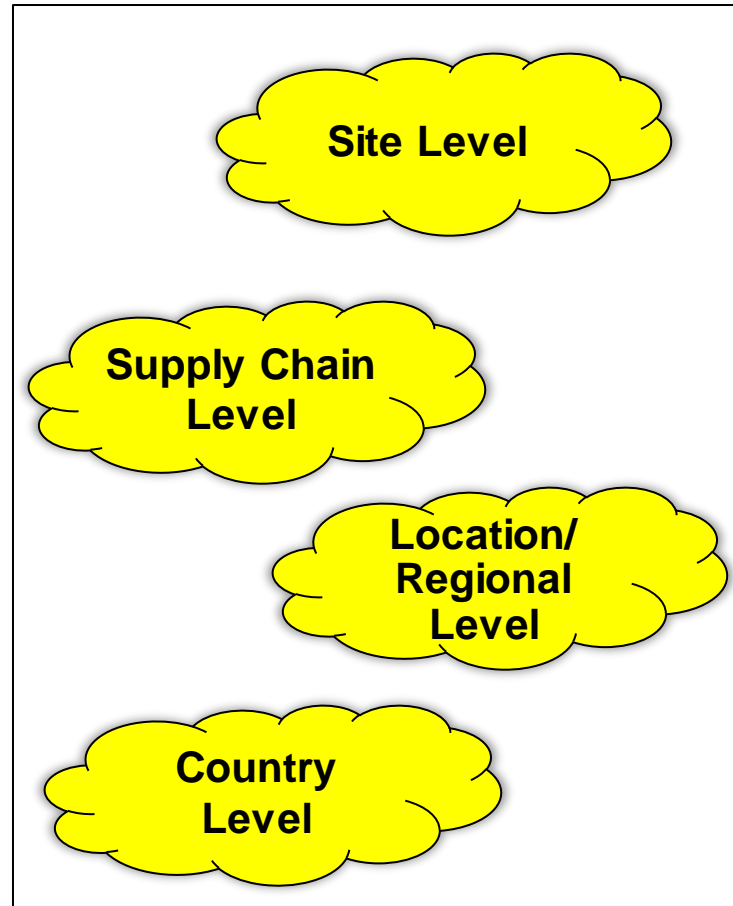 Site Level
Supply Chain
Level
Location/
Regional
Level
Country
Level